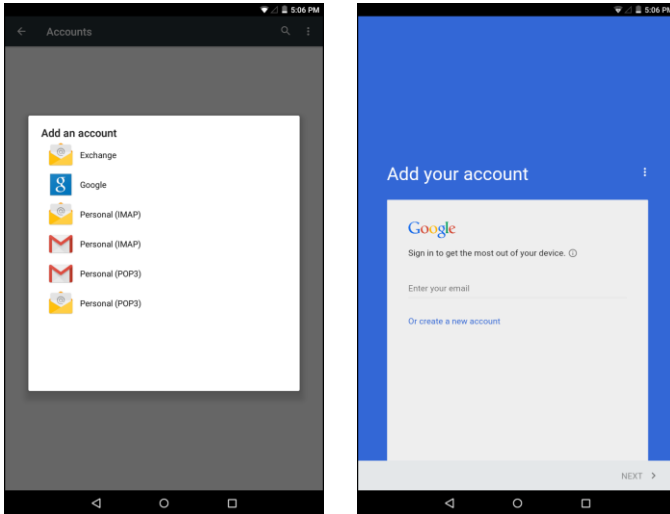 5:06 PM
Accounts
Add an account
Exchange
Google
Personal (IMAP)
Personal (IMAP)
Personal (POP3)
Personal (POP3)
5:06 PM
Add your account
Google
Sign in to get the most out of your device.
Enter your email
Or create a new account
NEXT